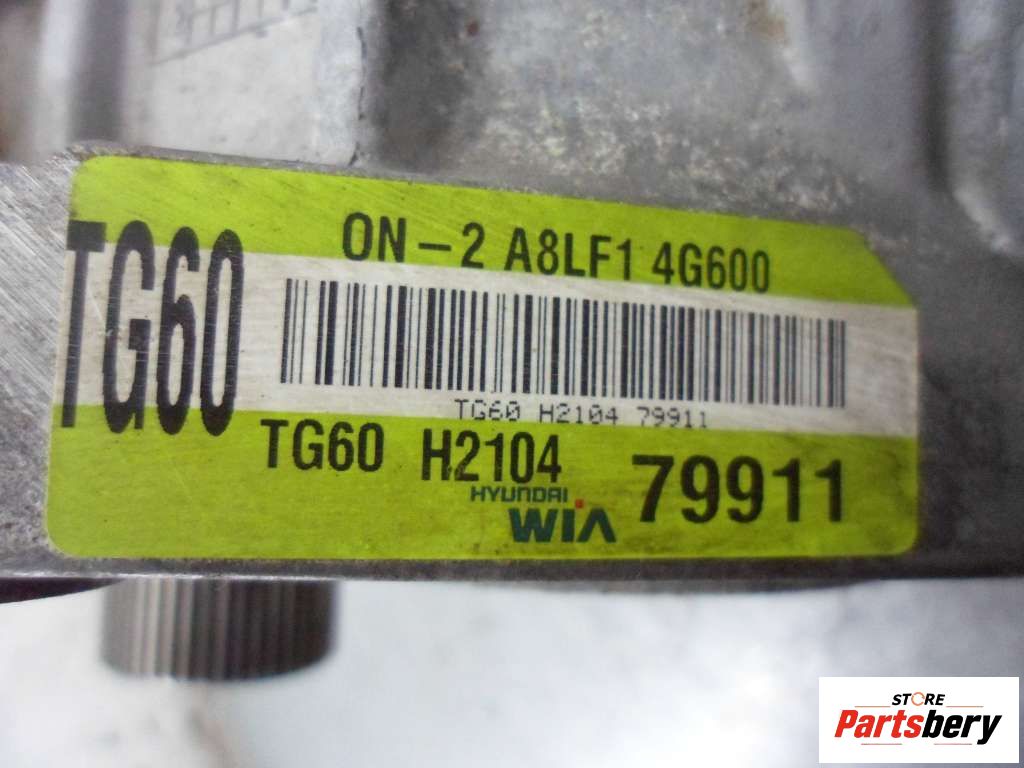 TG60
ON-2 A8LF1 4G600
TG60 H2104 79911
TG60 H2104 79911
HYUNDAI
WIA
STORE
Partsbery